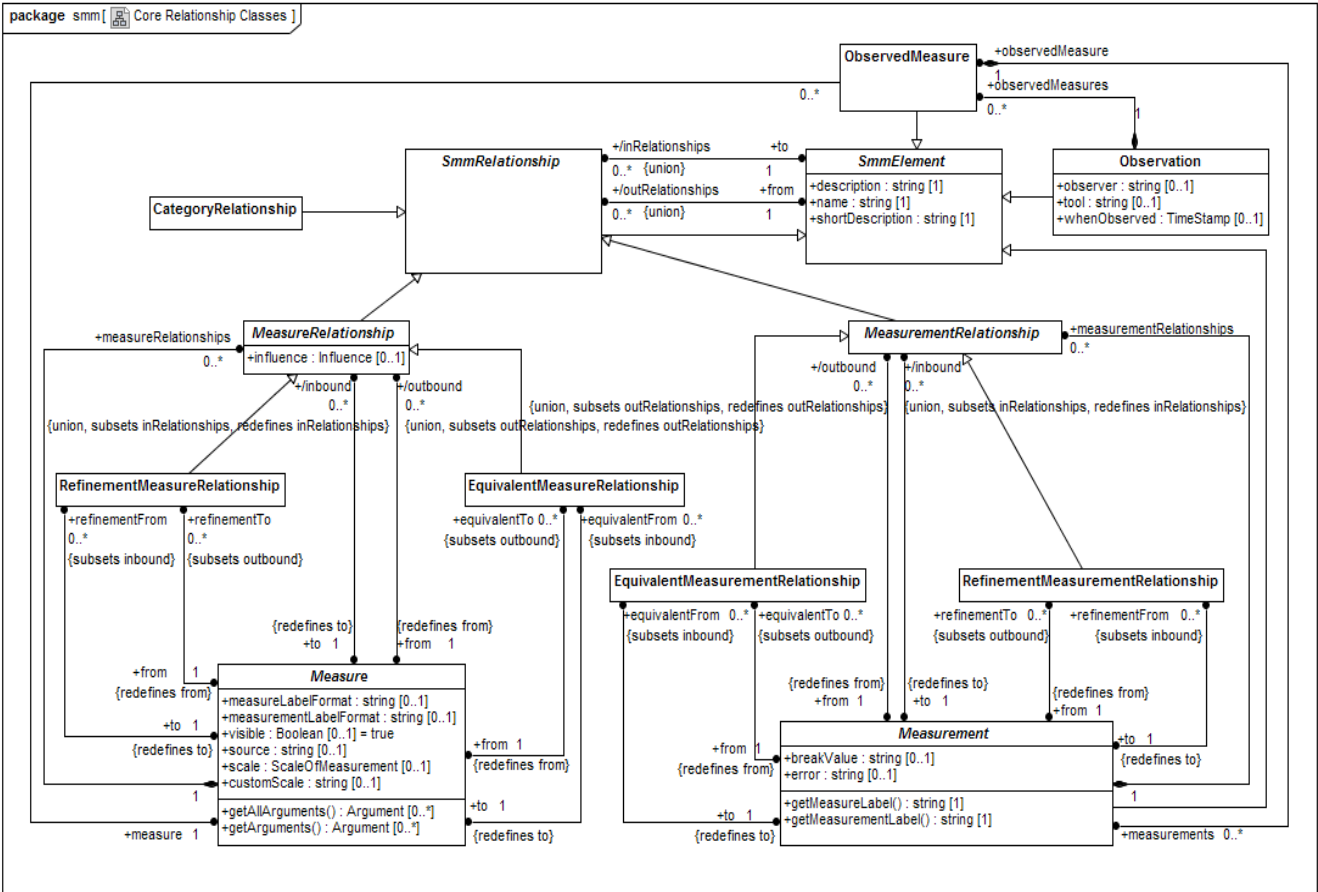 package smm[ Core Relationship Classes ]
ObservedMeasure
+observedMeasure
1
+observedMeasures
0..*
0..*
1
SmmRelationship
+/inRelationships
+to
0..* {union}
1
+/outRelationships
+from
0..* {union}
1
SmmElement
+description : string [1]
+name : string [1]
+shortDescription : string [1]
Observation
+observer : string [0..1]
+tool : string [0..1]
+whenObserved : TimeStamp [0..1]
CategoryRelationship
+measureRelationships
0..*
MeasureRelationship
+influence : Influence [0..1]
MeasurementRelationship
+measurementRelationships
0..*
+/inbound
0..*
{union, subsets inRelationships, redefines inRelationships}
+/outbound
0..*
{union, subsets outRelationships, redefines outRelationships}
+/outbound
0..*
{union, subsets outRelationships, redefines outRelationships}
+/inbound
0..*
{union, subsets inRelationships, redefines inRelationships}
RefinementMeasureRelationship
+refinementFrom
0..*
{subsets inbound}
+refinementTo
0..*
{subsets outbound}
EquivalentMeasureRelationship
+equivalentTo 0..*
{subsets outbound}
+equivalentFrom 0..*
{subsets inbound}
EquivalentMeasurementRelationship
+equivalentFrom 0..*
{subsets inbound}
+equivalentTo 0..*
{subsets outbound}
RefinementMeasurementRelationship
+refinementTo 0..*
{subsets outbound}
+refinementFrom 0..*
{subsets inbound}
{redefines to}
+to 1
{redefines from}
+from 1
+from 1
{redefines from}
+to 1
{redefines to}
Measure
+measureLabelFormat : string [0..1]
+measurementLabelFormat : string [0..1]
+visible : Boolean [0..1] = true
+source : string [0..1]
+scale : ScaleOfMeasurement [0..1]
+customScale : string [0..1]
+getAllArguments() : Argument [0..*]
+getArguments() : Argument [0..*]
1
+measure 1
+from 1
{redefines from}
+to 1
{redefines to}
{redefines from}
+from 1
{redefines to}
+to 1
{redefines from}
+from 1
+from 1
{redefines from}
+to 1
{redefines to}
Measurement
+breakValue : string [0..1]
+error : string [0..1]
+getMeasureLabel() : string [1]
+getMeasurementLabel() : string [1]
+to 1
{redefines to}
1
+measurements 0..*